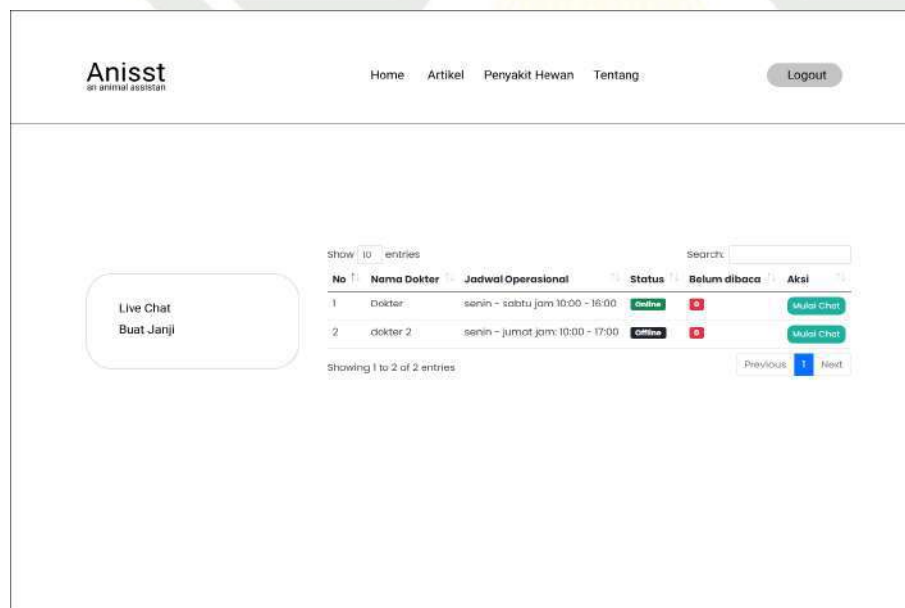 Anisst
an animal assistan
Home Artikel Penyakit Hewan Tentang Logout
Live Chat
Buat Janji
Show 10 entries Search:
No Nama Dokter Jadwal Operasional Status Belum dibaca Aksi
1 Dokter senin - sabtu jam 10:00 - 16:00 Online 0 Mulai Chat
2 dokter 2 senin - jumat jam: 10:00 - 17:00 Offline 0 Mulai Chat
Showing 1 to 2 of 2 entries Previous 1 Next